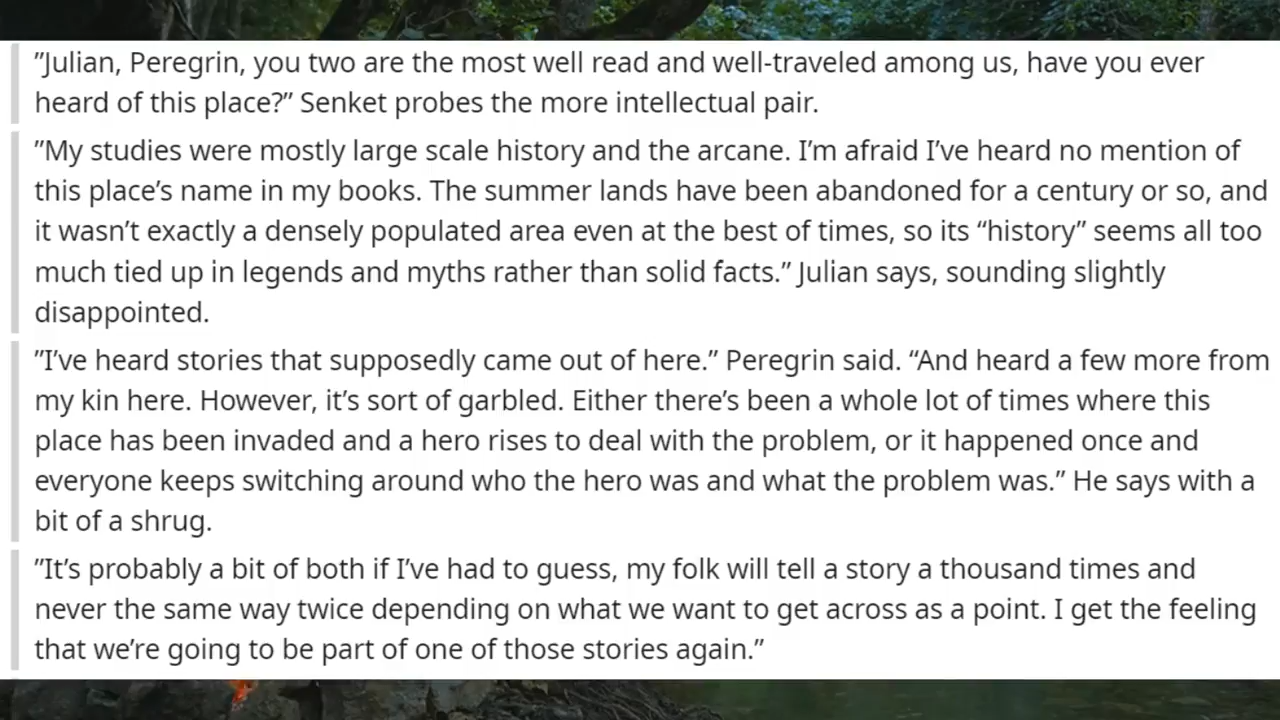 ”Julian, Peregrin, you two are the most well read and well-traveled among us, have you ever
heard of this place?” Senket probes the more intellectual pair.
”My studies were mostly large scale history and the arcane. I’m afraid I’ve heard no mention of
this place’s name in my books. The summer lands have been abandoned for a century or so, and
it wasn’t exactly a densely populated area even at the best of times, so its “history” seems all too
much tied up in legends and myths rather than solid facts.” Julian says, sounding slightly
disappointed.
”I’ve heard stories that supposedly came out of here.” Peregrin said. “And heard a few more from
my kin here. However, it’s sort of garbled. Either there’s been a whole lot of times where this
place has been invaded and a hero rises to deal with the problem, or it happened once and
everyone keeps switching around who the hero was and what the problem was.” He says with a
bit of a shrug.
”It’s probably a bit of both if I’ve had to guess, my folk will tell a story a thousand times and
never the same way twice depending on what we want to get across as a point. I get the feeling
that we’re going to be part of one of those stories again.”